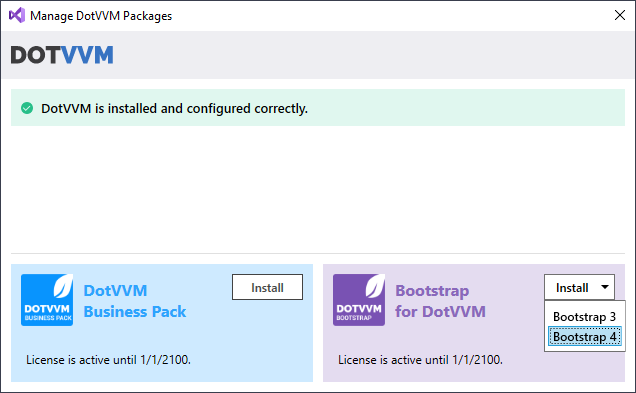 Manage DotVVM Packages
DOTVVM
DotVVM is installed and configured correctly.
DOTVVM
BUSINESS PACK
DotVVM
Business Pack
Install
License is active until 1/1/2100.
DOTVVM
BOOTSTRAP
Bootstrap
for DotVVM
Install
Bootstrap 3
Bootstrap 4
License is active until 1/1/2100.